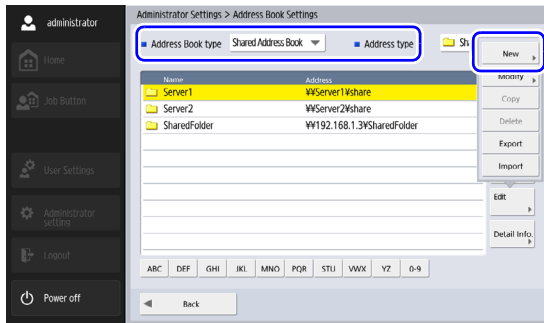 administrator
Administrator Settings > Address Book Settings
Address Book type Shared Address Book Address type
New
Home
Modify
Name Address
Server1 ¥¥Server1¥share
Job Button
Copy
Server2 ¥¥Server2¥share
Delete
SharedFolder ¥¥192.168.1.3¥SharedFolder
Export
User Settings
Import
Edit
Administrator
setting
Detail Info.
Logout
ABC DEF GHI JKL MNO PQR STU VWX YZ 0-9
Power off
Back